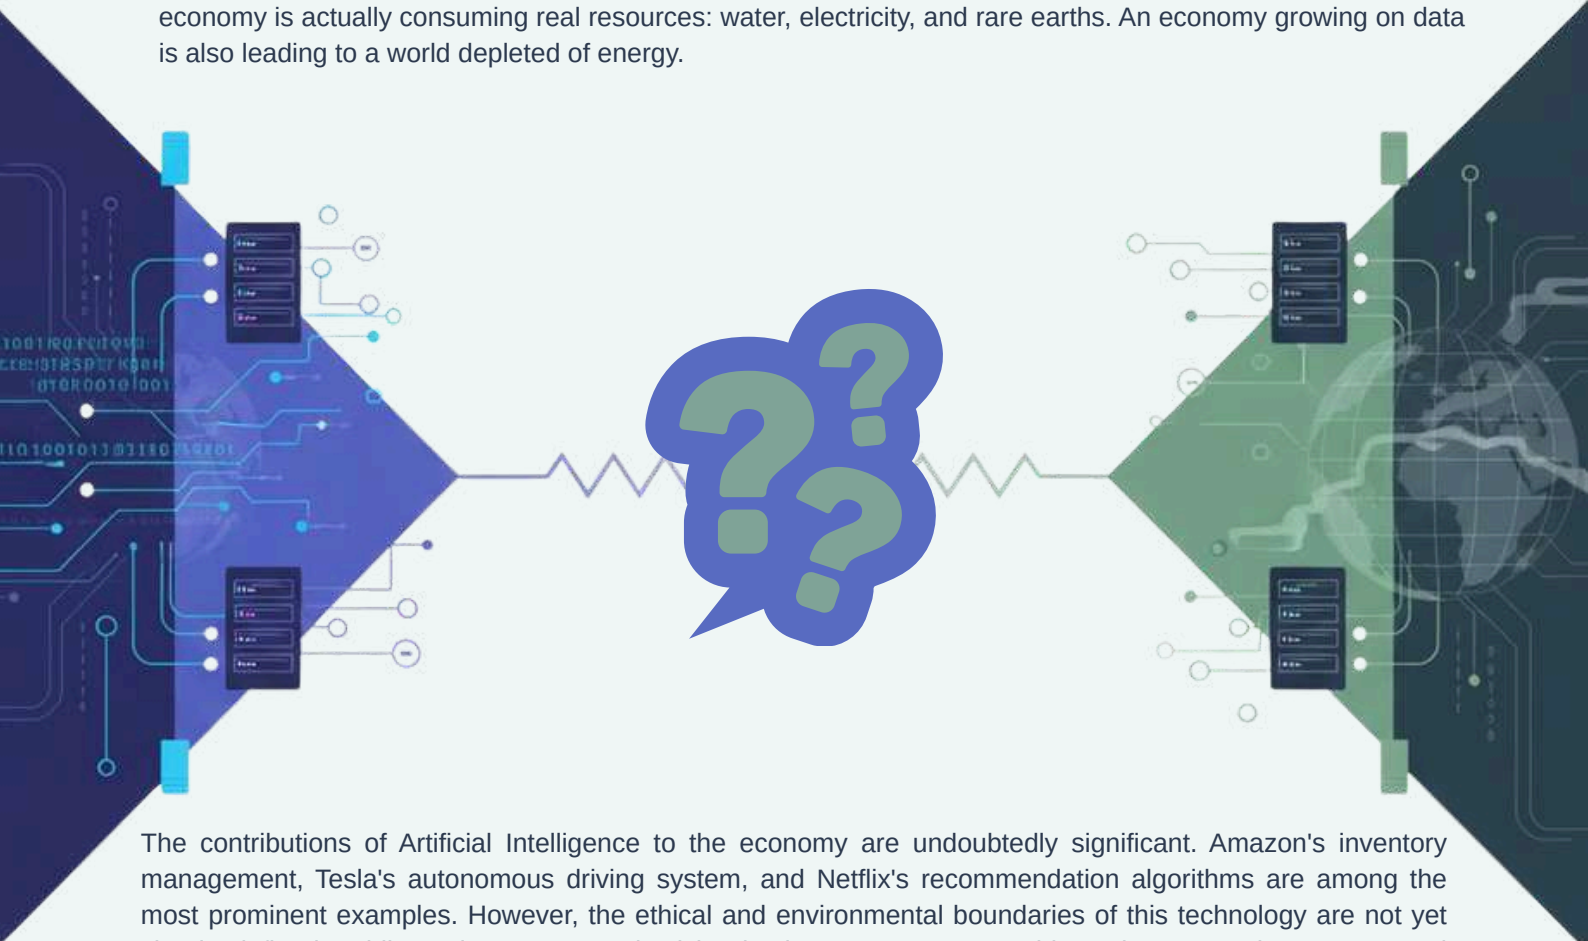 economy is actually consuming real resources: water, electricity, and rare earths. An economy growing on data
is also leading to a world depleted of energy.
? ? ?
The contributions of Artificial Intelligence to the economy are undoubtedly significant. Amazon's inventory
management, Tesla's autonomous driving system, and Netflix's recommendation algorithms are among the
most prominent examples. However, the ethical and environmental boundaries of this technology are not yet